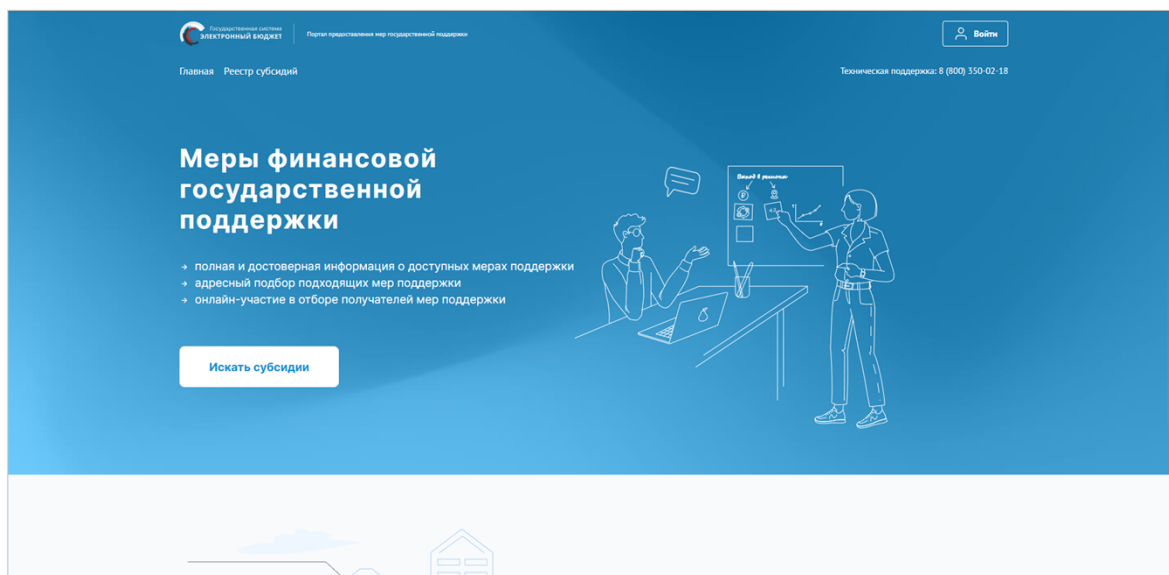 Государственная система
ЭЛЕКТРОННЫЙ БЮДЖЕТ
Портал предоставления мер государственной поддержки
Войти
Главная Реестр субсидий
Техническая поддержка: 8 (800) 350-02-18
Меры финансовой
государственной
поддержки
→ полная и достоверная информация о доступных мерах поддержки
→ адресный подбор подходящих мер поддержки
→ онлайн-участие в отборе получателей мер поддержки
Искать субсидии